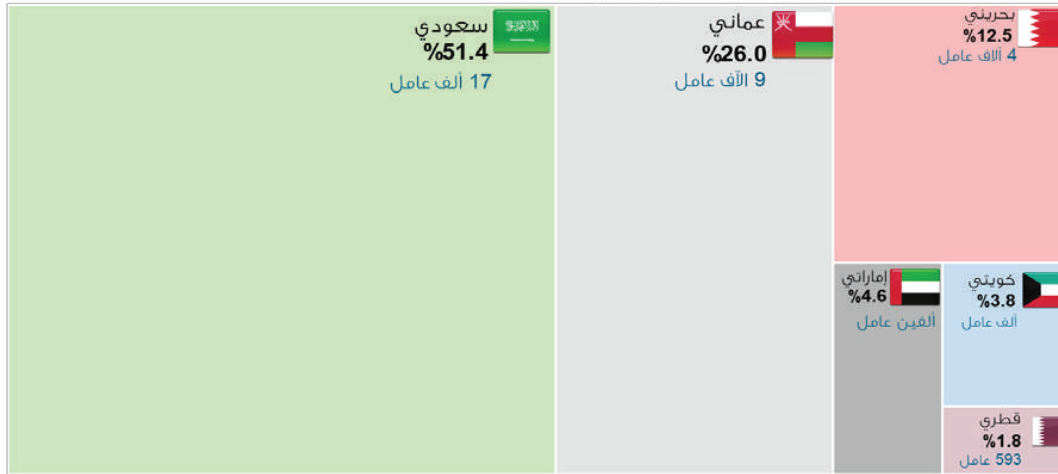 سعودي
%51.4
17 ألف عامل
عماني
%26.0
9 الآف عامل
بحريني
%12.5
4 آلاف عامل
إماراتي
%4.6
ألفين عامل
كويتي
%3.8
ألف عامل
قطري
%1.8
593 عامل